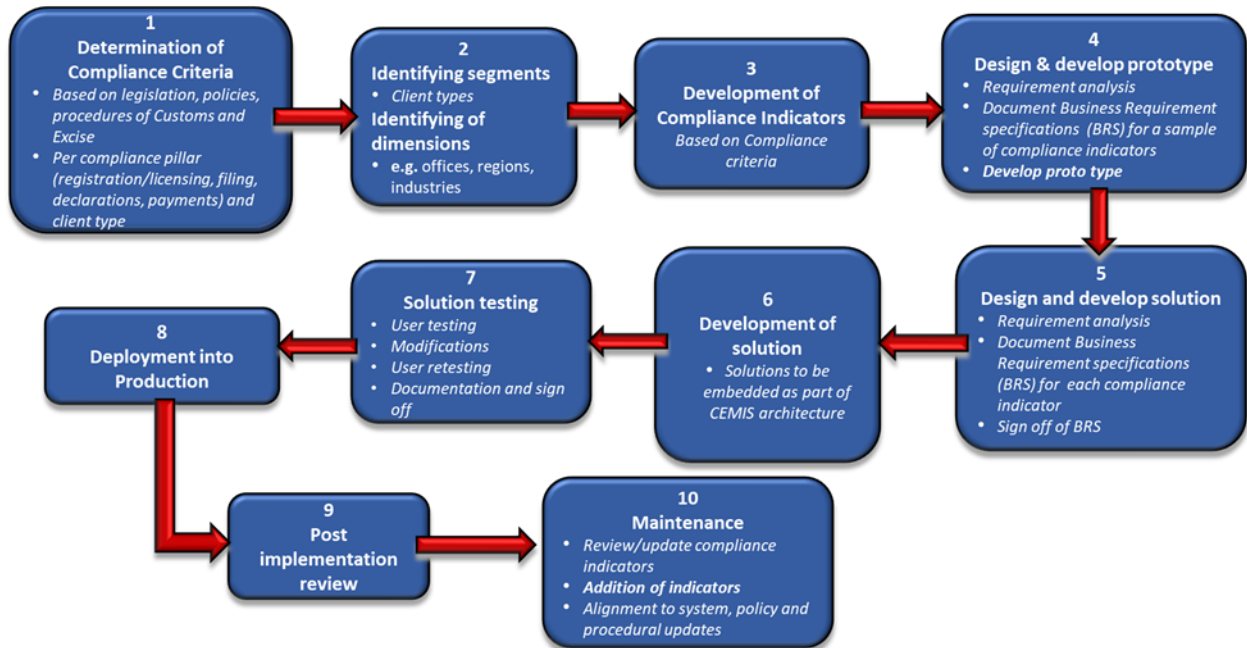 1
Determination of
Compliance Criteria
• Based on legislation, policies,
procedures of Customs and
Excise
• Per compliance pillar
(registration/licensing, filing,
declarations, payments) and
client type
2
Identifying segments
• Client types
Identifying of
dimensions
• e.g. offices, regions,
industries
3
Development of
Compliance Indicators
Based on Compliance
criteria
4
Design & develop prototype
• Requirement analysis
• Document Business Requirement
specifications (BRS) for a sample
of compliance indicators
• Develop proto type
5
Design and develop solution
• Requirement analysis
• Document Business
Requirement specifications
(BRS) for each compliance
indicator
• Sign off of BRS
6
Development of
solution
• Solutions to be
embedded as part of
CEMIS architecture
7
Solution testing
• User testing
• Modifications
• User retesting
• Documentation and sign
off
8
Deployment into
Production
9
Post
implementation
review
10
Maintenance
• Review/update compliance
indicators
• Addition of indicators
• Alignment to system, policy and
procedural updates